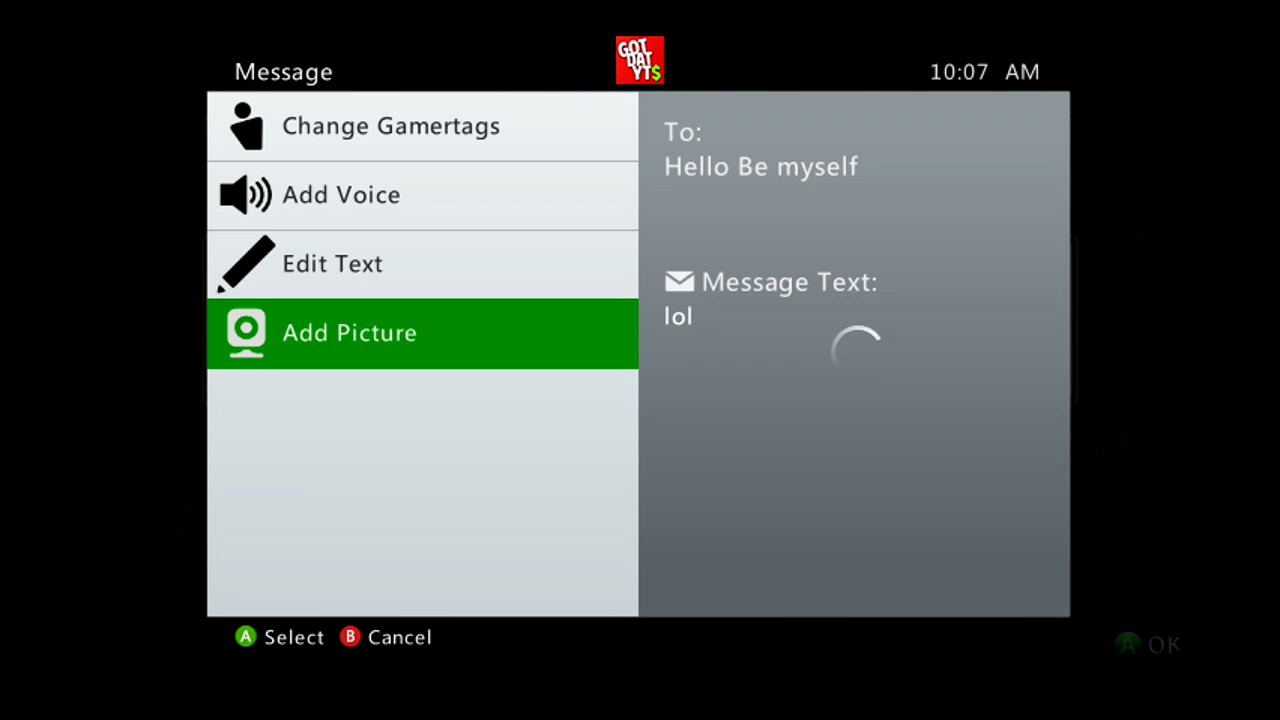 Message
GOT
DAT
YT$
10:07 AM
Change Gamertags
Add Voice
Edit Text
Add Picture
To:
Hello Be myself
Message Text:
lol
A Select B Cancel
A OK